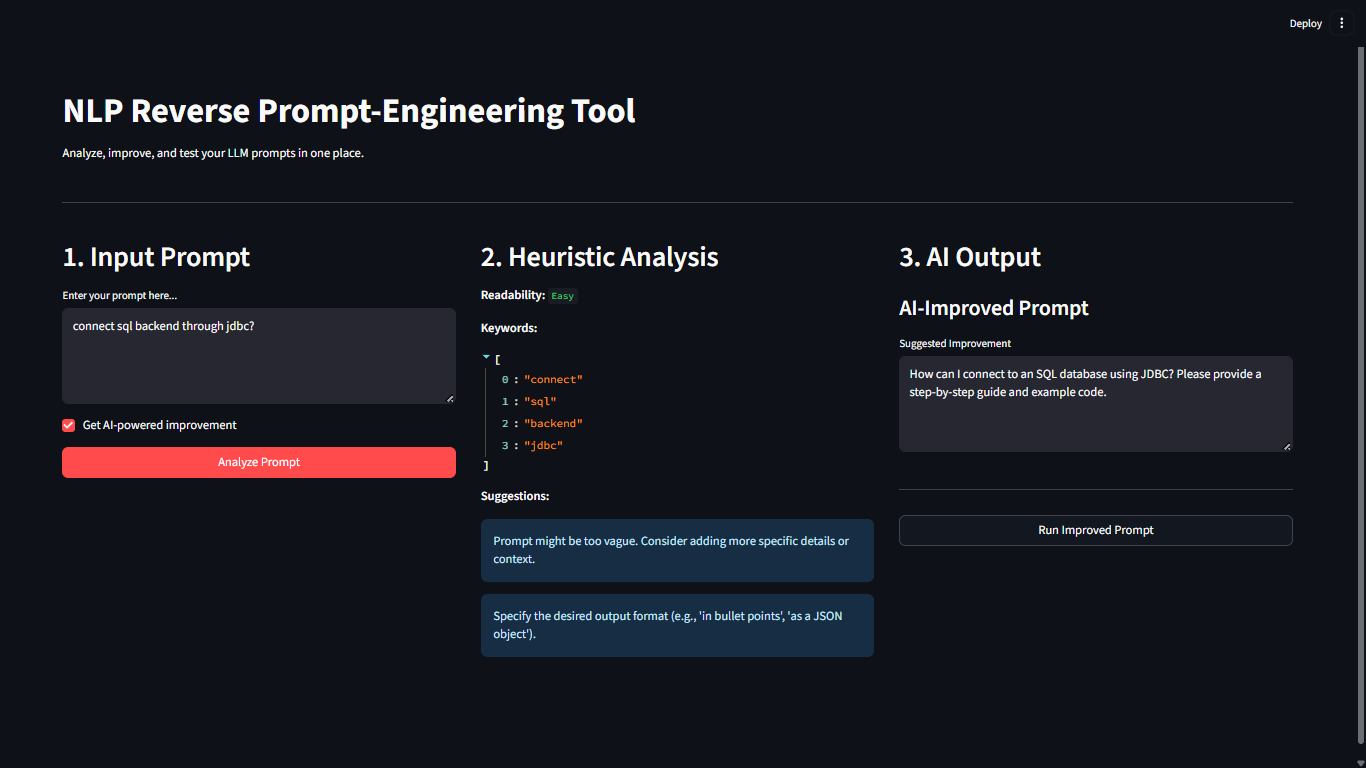 Deploy
NLP Reverse Prompt-Engineering Tool
Analyze, improve, and test your LLM prompts in one place.
1. Input Prompt
Enter your prompt here...
connect sql backend through jdbc?
Get AI-powered improvement
Analyze Prompt
2. Heuristic Analysis
Readability: Easy
Keywords:
[
0 : "connect"
1 : "sql"
2 : "backend"
3 : "jdbc"
]
Suggestions:
Prompt might be too vague. Consider adding more specific details or
context.
Specify the desired output format (e.g., 'in bullet points', 'as a JSON
object').
3. AI Output
AI-Improved Prompt
Suggested Improvement
How can I connect to an SQL database using JDBC? Please provide a
step-by-step guide and example code.
Run Improved Prompt